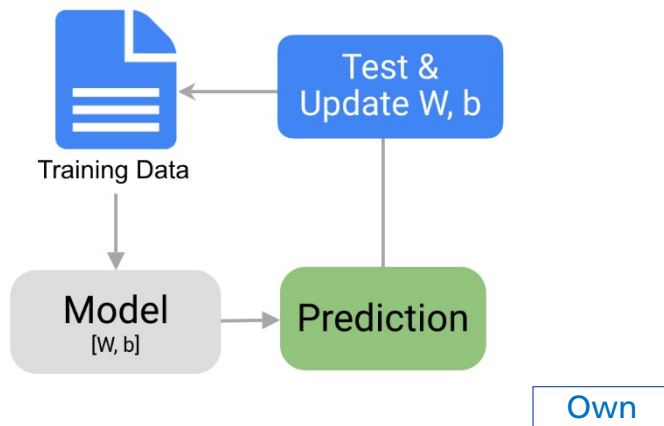 Test &
Update W, b
Training Data
Model
[W, b]
Prediction
Own